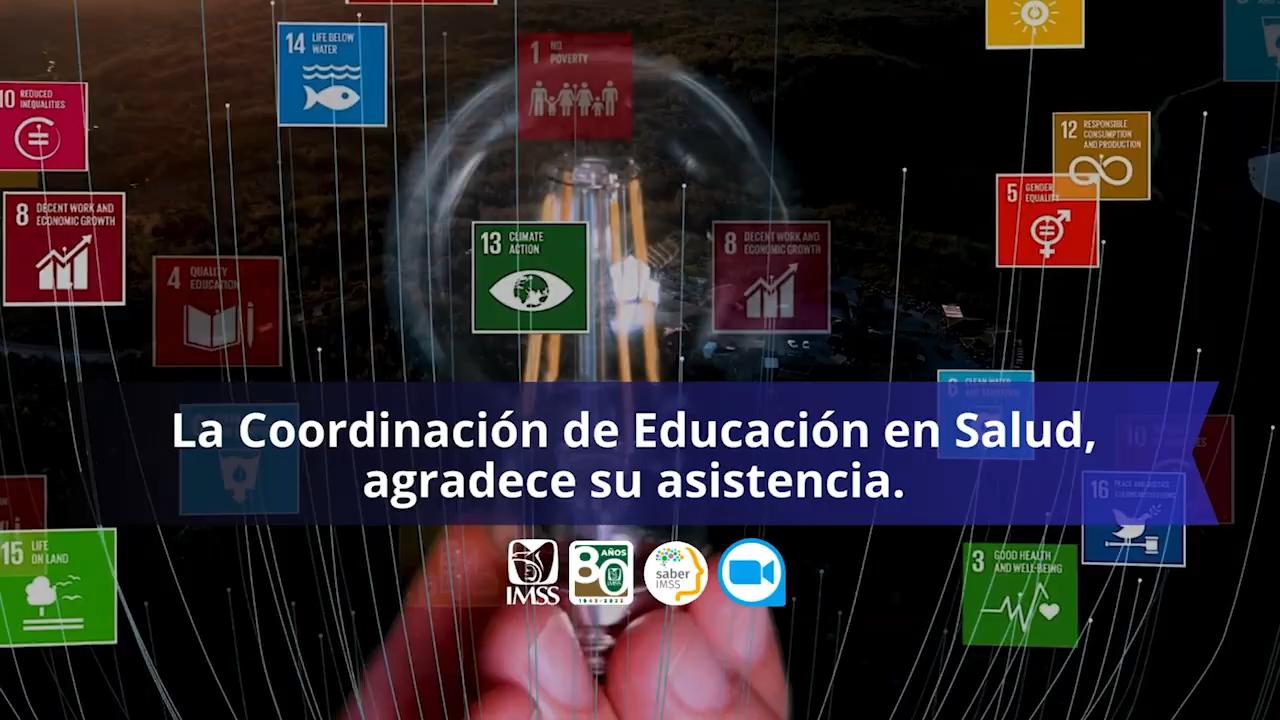 14 LIFE BELOW
WATER
1 NO
POVERTY
10 REDUCED
INEQUALITIES
12 RESPONSIBLE
CONSUMPTION
AND PRODUCTION
5 GENDER
EQUALITY
8 DECENT WORK AND
ECONOMIC GROWTH
13 CLIMATE
ACTION
8 DECENT WORK AND
ECONOMIC GROWTH
4 QUALITY
EDUCATION
La Coordinación de Educación en Salud,
agradece su asistencia.
16
15 LIFE
ON LAND
3 GOOD HEALTH
AND WELL-BEING
IMSS
80 AÑOS
IMSS
1943-2023
saber
IMSS